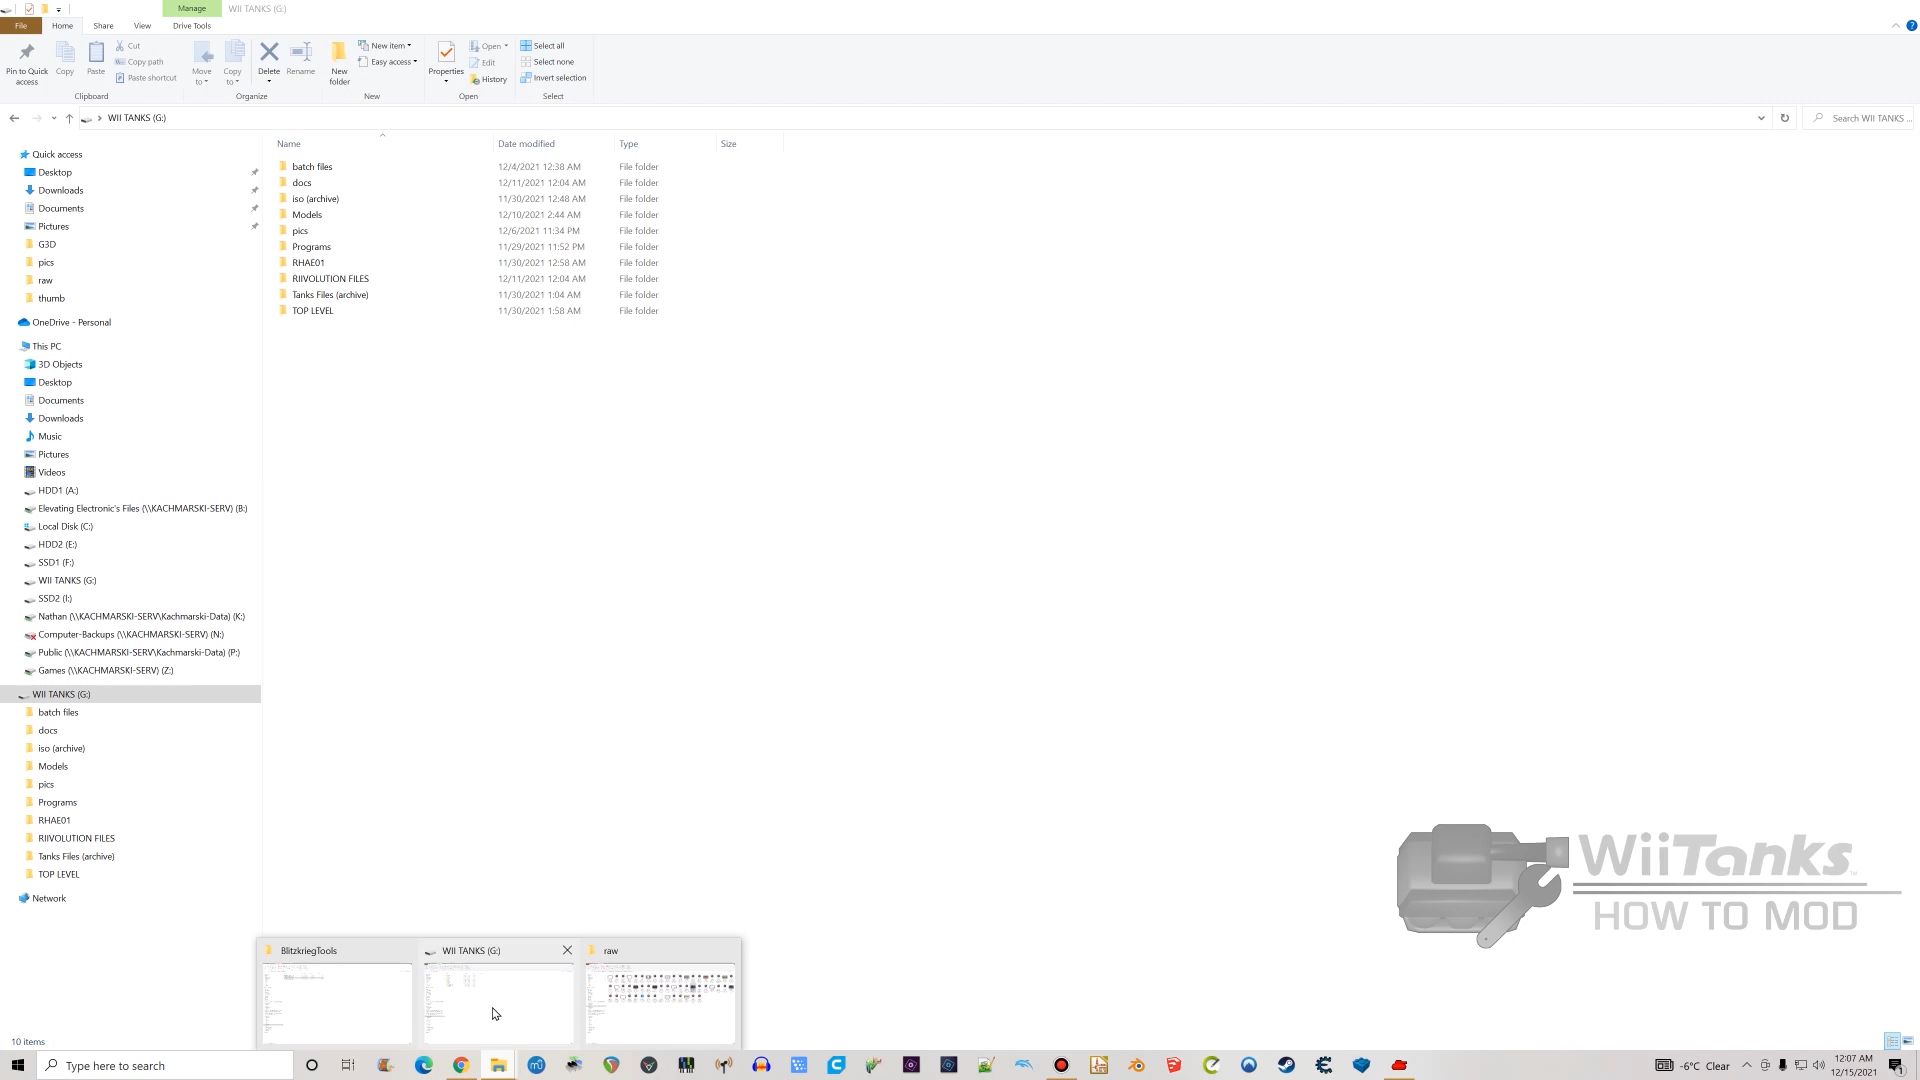 Manage WII TANKS (G:)
File Home Share View Drive Tools
Pin to Quick access
Copy
Paste
Cut
Copy path
Paste shortcut
Clipboard
Move to
Copy to
Delete
Rename
Organize
New folder
New item
Easy access
New
Properties
Open
Edit
History
Open
Select all
Select none
Invert selection
Select
WII TANKS (G:)
Search WII TANKS ...
Name Date modified Type Size
batch files 12/4/2021 12:38 AM File folder
docs 12/11/2021 12:04 AM File folder
iso (archive) 11/30/2021 12:48 AM File folder
Models 12/10/2021 2:44 AM File folder
pics 12/6/2021 11:34 PM File folder
Programs 11/29/2021 11:52 PM File folder
RHAE01 11/30/2021 12:58 AM File folder
RIIVOLUTION FILES 12/11/2021 12:04 AM File folder
Tanks Files (archive) 11/30/2021 1:04 AM File folder
TOP LEVEL 11/30/2021 1:58 AM File folder
Quick access
Desktop
Downloads
Documents
Pictures
G3D
pics
raw
thumb
OneDrive - Personal
This PC
3D Objects
Desktop
Documents
Downloads
Music
Pictures
Videos
HDD1 (A:)
Elevating Electronic's Files (\\KACHMARSKI-SERV) (B:)
Local Disk (C:)
HDD2 (E:)
SSD1 (F:)
WII TANKS (G:)
SSD2 (I:)
Nathan (\\KACHMARSKI-SERV\Kachmarski-Data) (K:)
Computer-Backups (\\KACHMARSKI-SERV) (N:)
Public (\\KACHMARSKI-SERV\Kachmarski-Data) (P:)
Games (\\KACHMARSKI-SERV) (Z:)
WII TANKS (G:)
batch files
docs
iso (archive)
Models
pics
Programs
RHAE01
RIIVOLUTION FILES
Tanks Files (archive)
TOP LEVEL
Network
WiiTanks
HOW TO MOD
BlitzkriegTools
WII TANKS (G:)
raw
10 items
Type here to search
-6°C Clear
12:07 AM
12/15/2021